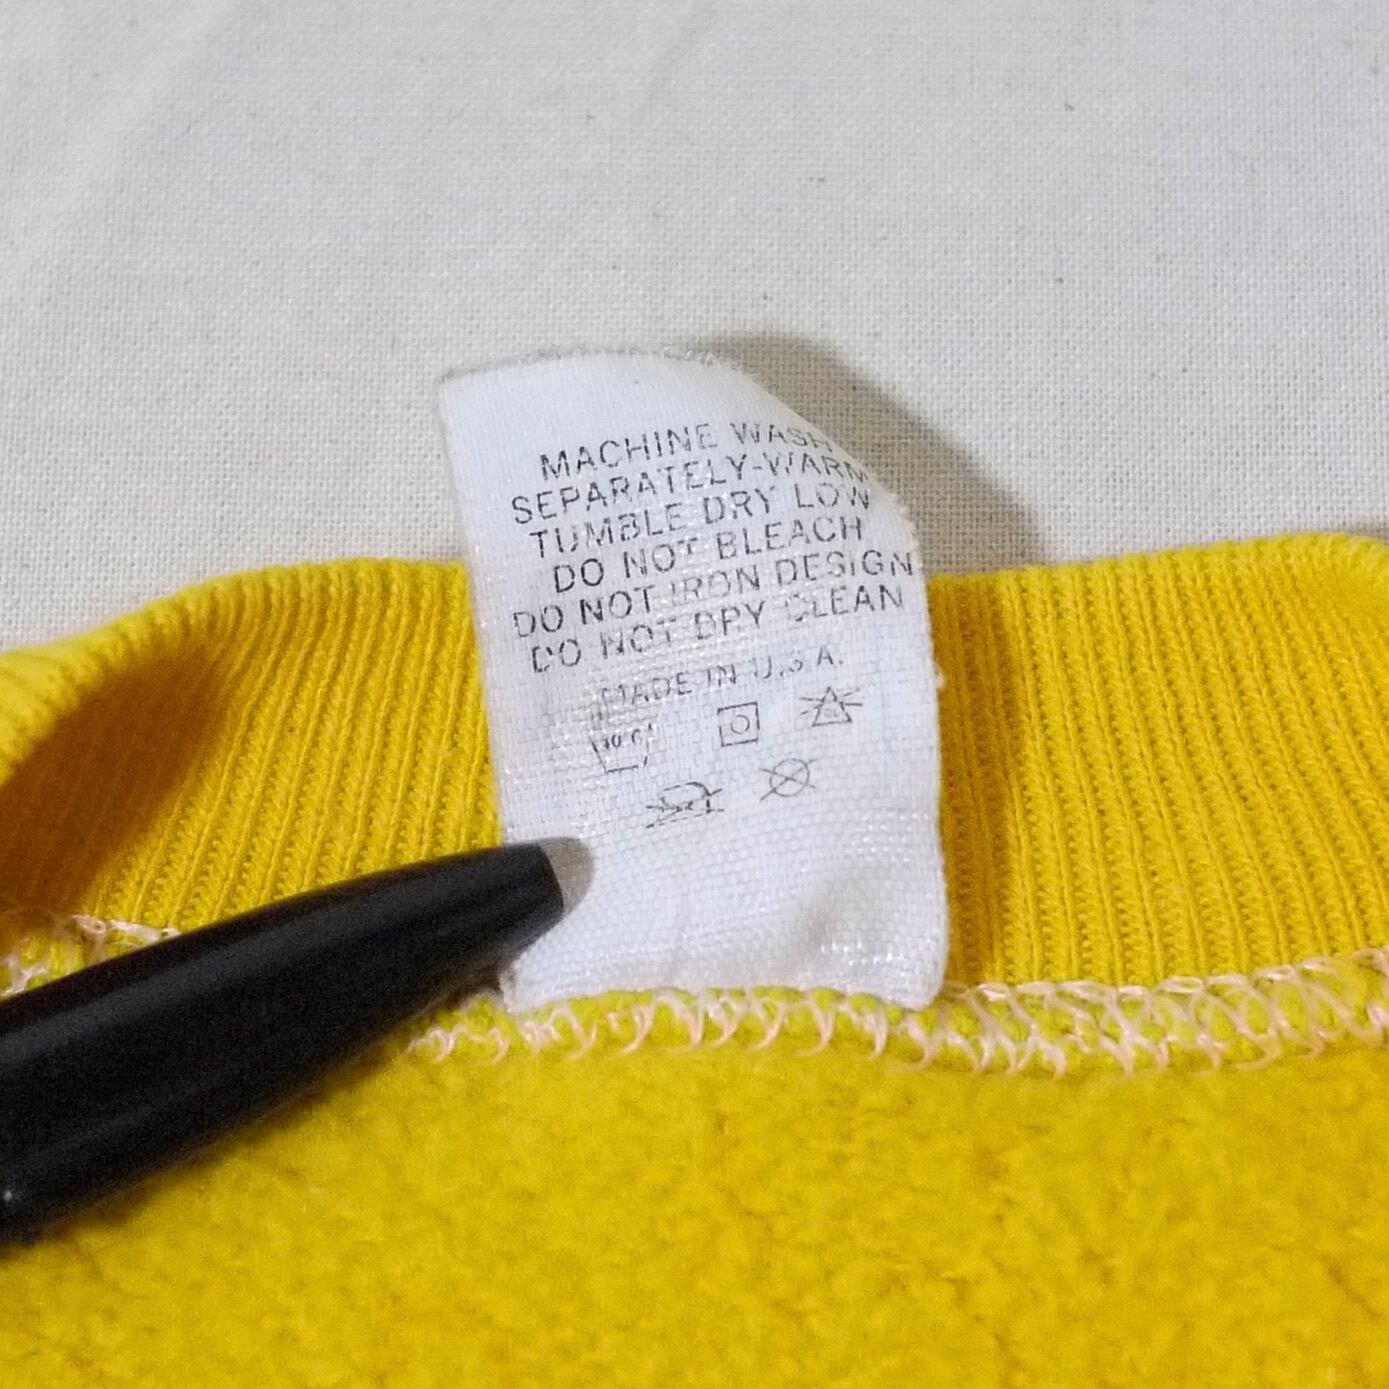 MACHINE WASH
SEPARATELY-WARM
TUMBLE DRY LOW
DO NOT BLEACH
DO NOT IRON DESIGN
DO NOT DRY CLEAN
MADE IN U.S.A.